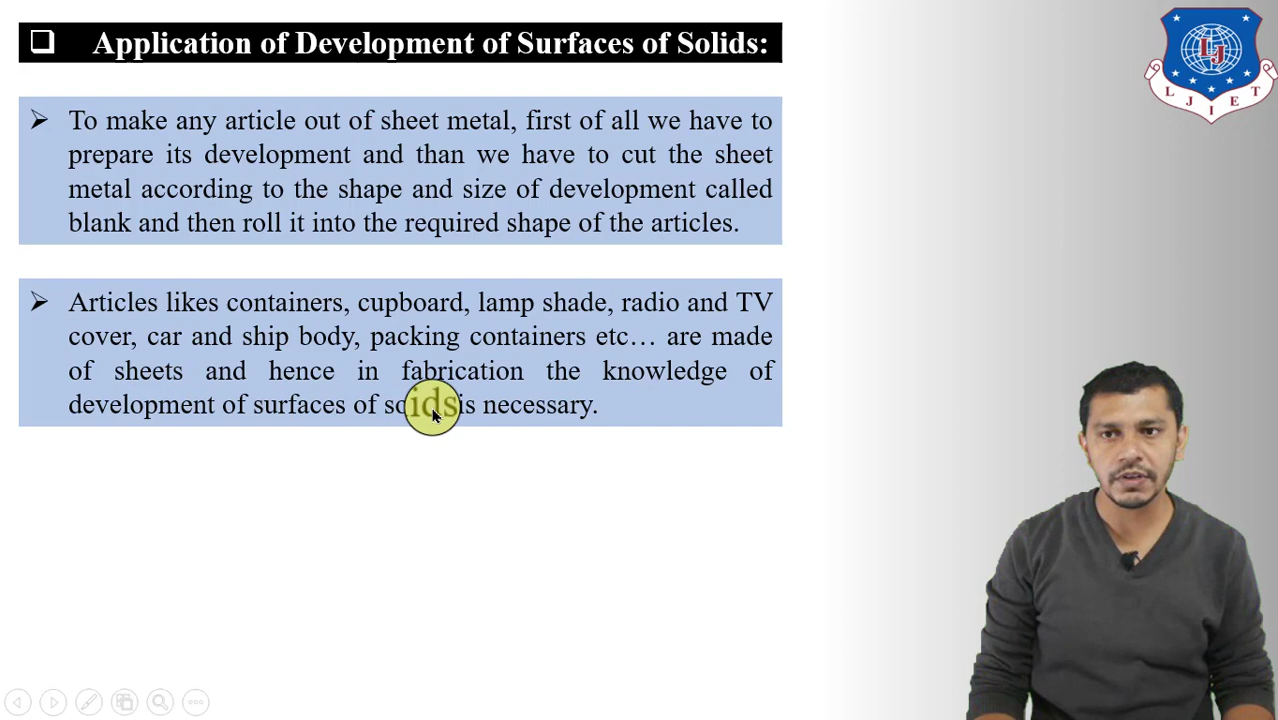 Application of Development of Surfaces of Solids:
To make any article out of sheet metal, first of all we have to
prepare its development and than we have to cut the sheet
metal according to the shape and size of development called
blank and then roll it into the required shape of the articles.
Articles likes containers, cupboard, lamp shade, radio and TV
cover, car and ship body, packing containers etc… are made
of sheets and hence in fabrication the knowledge of
development of surfaces of solids is necessary.
LJ
L J I E T